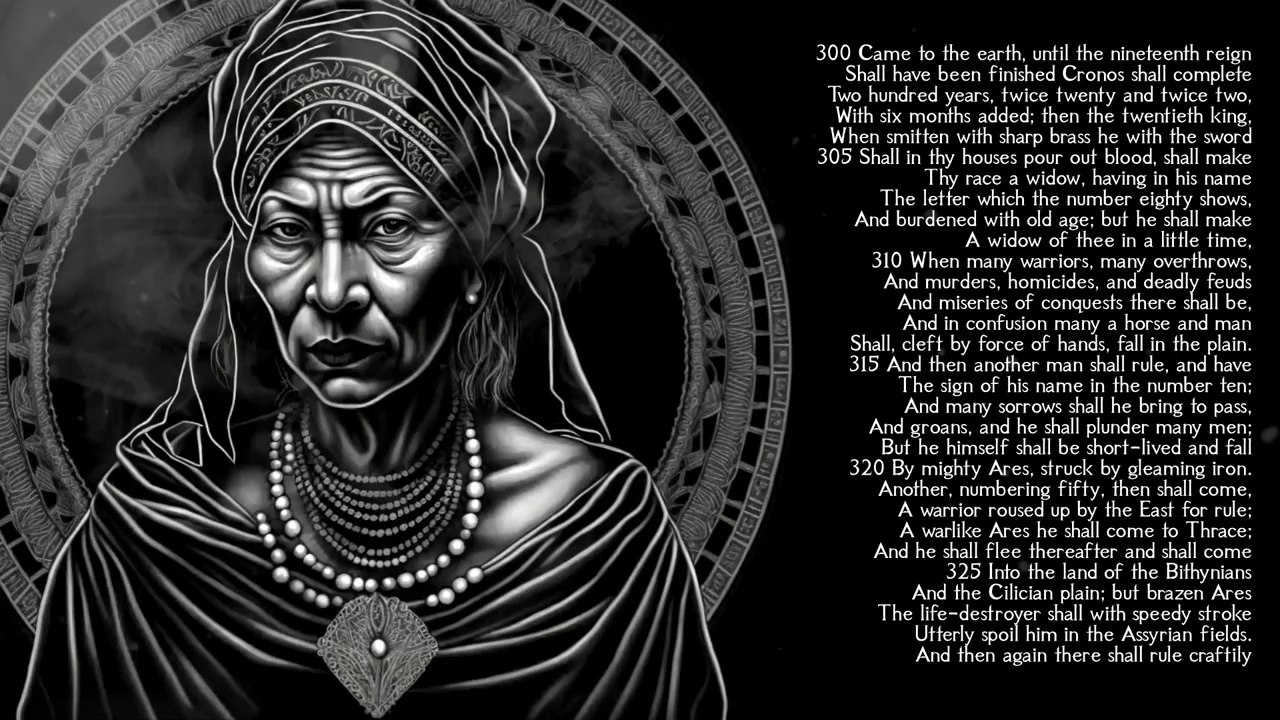 300 Came to the earth, until the nineteenth reign
Shall have been finished Cronos shall complete
Two hundred years, twice twenty and twice two,
With six months added; then the twentieth king,
When smitten with sharp brass he with the sword
305 Shall in thy houses pour out blood, shall make
Thy race a widow, having in his name
The letter which the number eighty shows,
And burdened with old age; but he shall make
A widow of thee in a little time,
310 When many warriors, many overthrows,
And murders, homicides, and deadly feuds
And miseries of conquests there shall be,
And in confusion many a horse and man
Shall, cleft by force of hands, fall in the plain.
315 And then another man shall rule, and have
The sign of his name in the number ten;
And many sorrows shall he bring to pass,
And groans, and he shall plunder many men;
But he himself shall be short-lived and fall
320 By mighty Ares, struck by gleaming iron.
Another, numbering fifty, then shall come,
A warrior roused up by the East for rule;
A warlike Ares he shall come to Thrace;
And he shall flee thereafter and shall come
325 Into the land of the Bithynians
And the Cilician plain; but brazen Ares
The life-destroyer shall with speedy stroke
Utterly spoil him in the Assyrian fields.
And then again there shall rule craftily